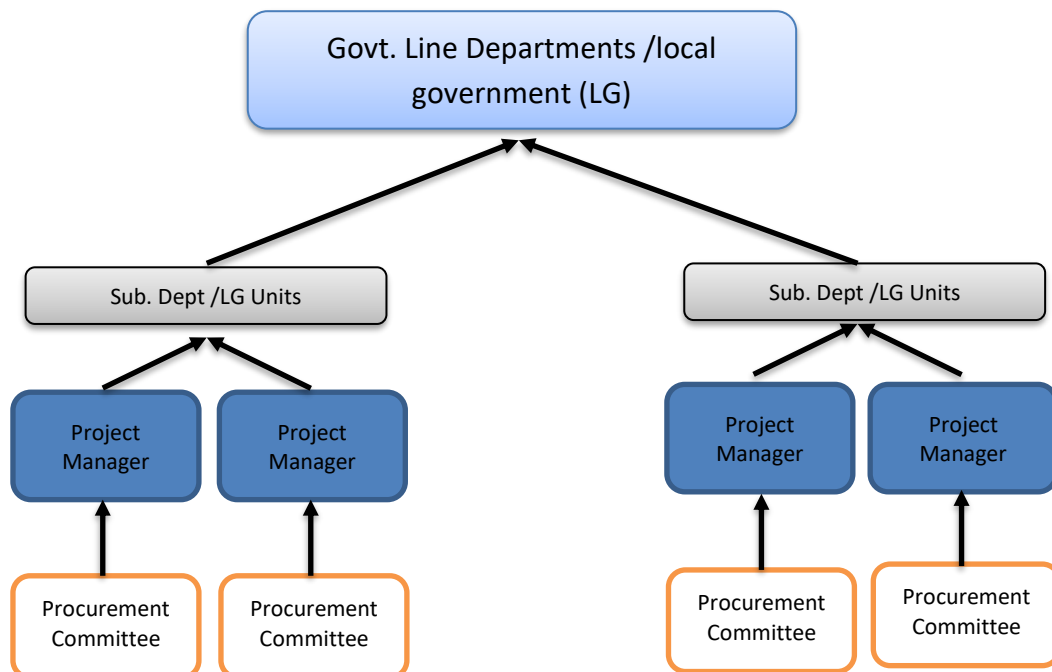 Govt. Line Departments /local
government (LG)
Sub. Dept /LG Units
Sub. Dept /LG Units
Project
Manager
Project
Manager
Project
Manager
Project
Manager
Procurement
Committee
Procurement
Committee
Procurement
Committee
Procurement
Committee